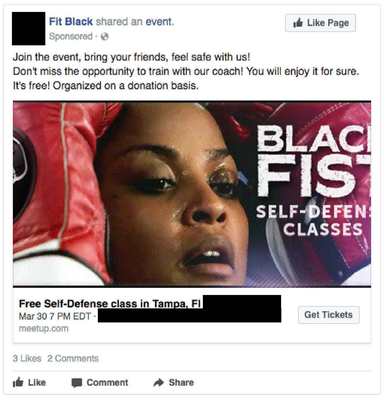 Fit Black shared an event.
Sponsored ·
Like Page
Join the event, bring your friends, feel safe with us!
Don't miss the opportunity to train with our coach! You will enjoy it for sure.
It's free! Organized on a donation basis.
BLAC
FIST
SELF-DEFENS
CLASSES
Free Self-Defense class in Tampa, Fl
Mar 30 7 PM EDT ·
meetup.com
Get Tickets
3 Likes 2 Comments
Like Comment Share